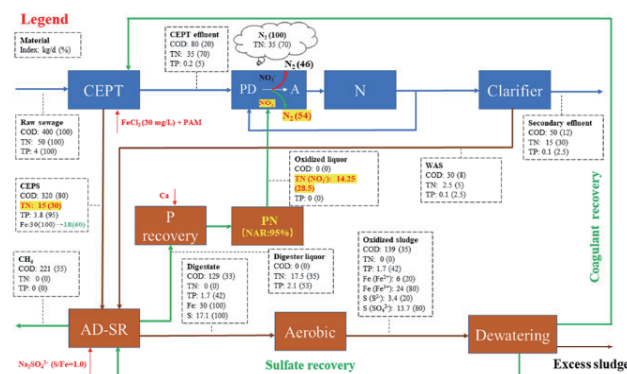 Legend
Material
Index: kg/d (%)
CEPT effluent
COD: 80 (20)
TN: 35 (70)
TP: 0.2 (5)
N₂ (100)
TN: 35 (70)
N₂ (46)
CEPT
PD
NO₃⁻
A
NO₂⁻
N₂ (54)
N
Clarifier
FeCl₃ (30 mg/L) + PAM
Raw sewage
COD: 400 (100)
TN: 50 (100)
TP: 4 (100)
Secondary effluent
COD: 50 (12)
TN: 15 (30)
TP: 0.1 (2.5)
Oxidized liquor
COD: 0 (0)
TN (NO₂⁻): 14.25
(28.5)
TP: 0 (0)
WAS
COD: 30 (8)
TN: 2.5 (5)
TP: 0.1 (2.5)
CEPS
COD: 320 (80)
TN: 15 (30)
TP: 3.8 (95)
Fe:30(100)→18(60)
Ca
P
recovery
PN
(NAR:95%)
Coagulant recovery
CH₄
COD: 221 (55)
TN: 0 (0)
TP: 0 (0)
Digestate
COD: 129 (33)
TN: 0 (0)
TP: 1.7 (42)
Fe: 30 (100)
S: 17.1 (100)
Digester liquor
COD: 0 (0)
TN: 17.5 (35)
TP: 2.1 (53)
Oxidized sludge
COD: 139 (35)
TN: 0 (0)
TP: 1.7 (42)
Fe (Fe²⁺): 6 (20)
Fe (Fe³⁺): 24 (80)
S (S²⁻): 3.4 (20)
S (SO₄²⁻): 13.7 (80)
AD-SR
Aerobic
Dewatering
Na₂SO₄²⁻ (S/Fe=1.0)
Sulfate recovery
Excess sludge